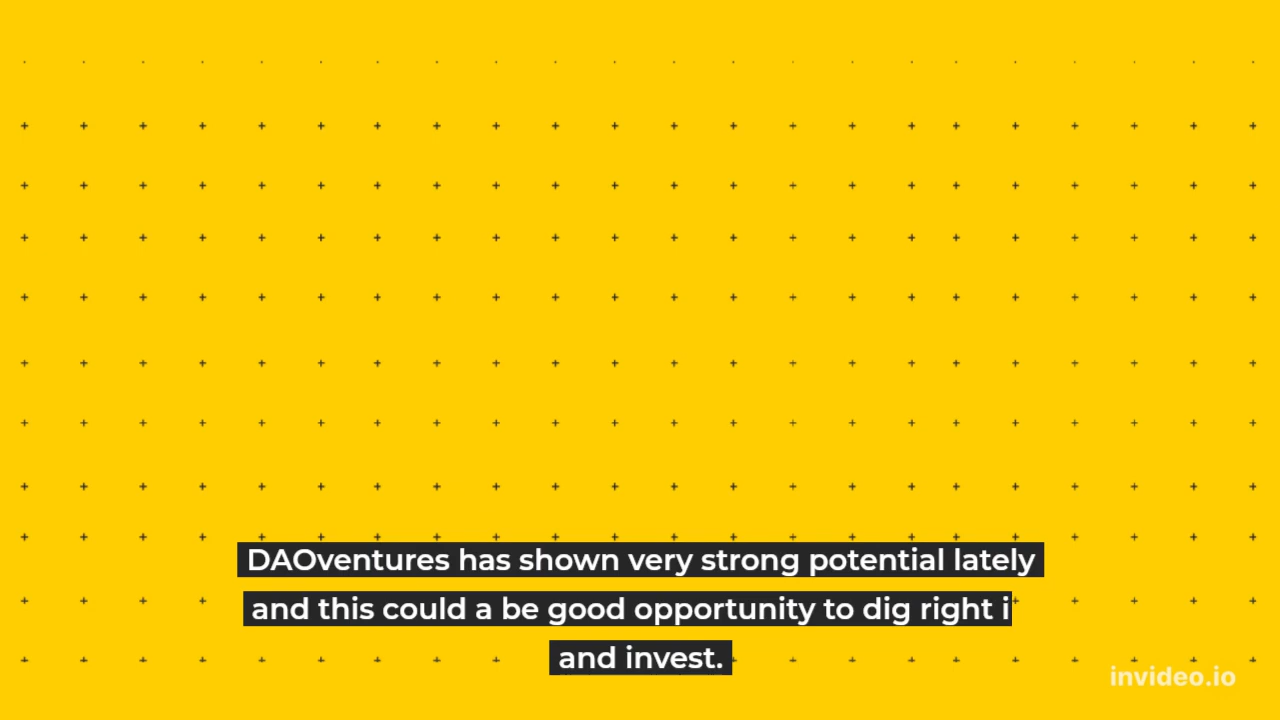 DAOventures has shown very strong potential lately
and this could a be good opportunity to dig right i
and invest.
invideo.io